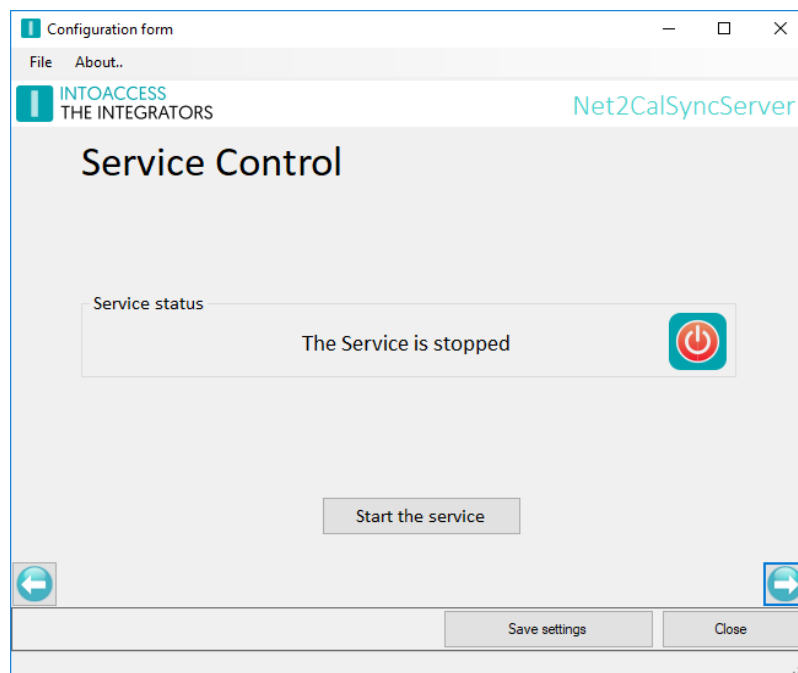 Configuration form
File About..
INTOACCESS
THE INTEGRATORS
Net2CalSyncServer
Service Control
Service status
The Service is stopped
Start the service
Save settings Close